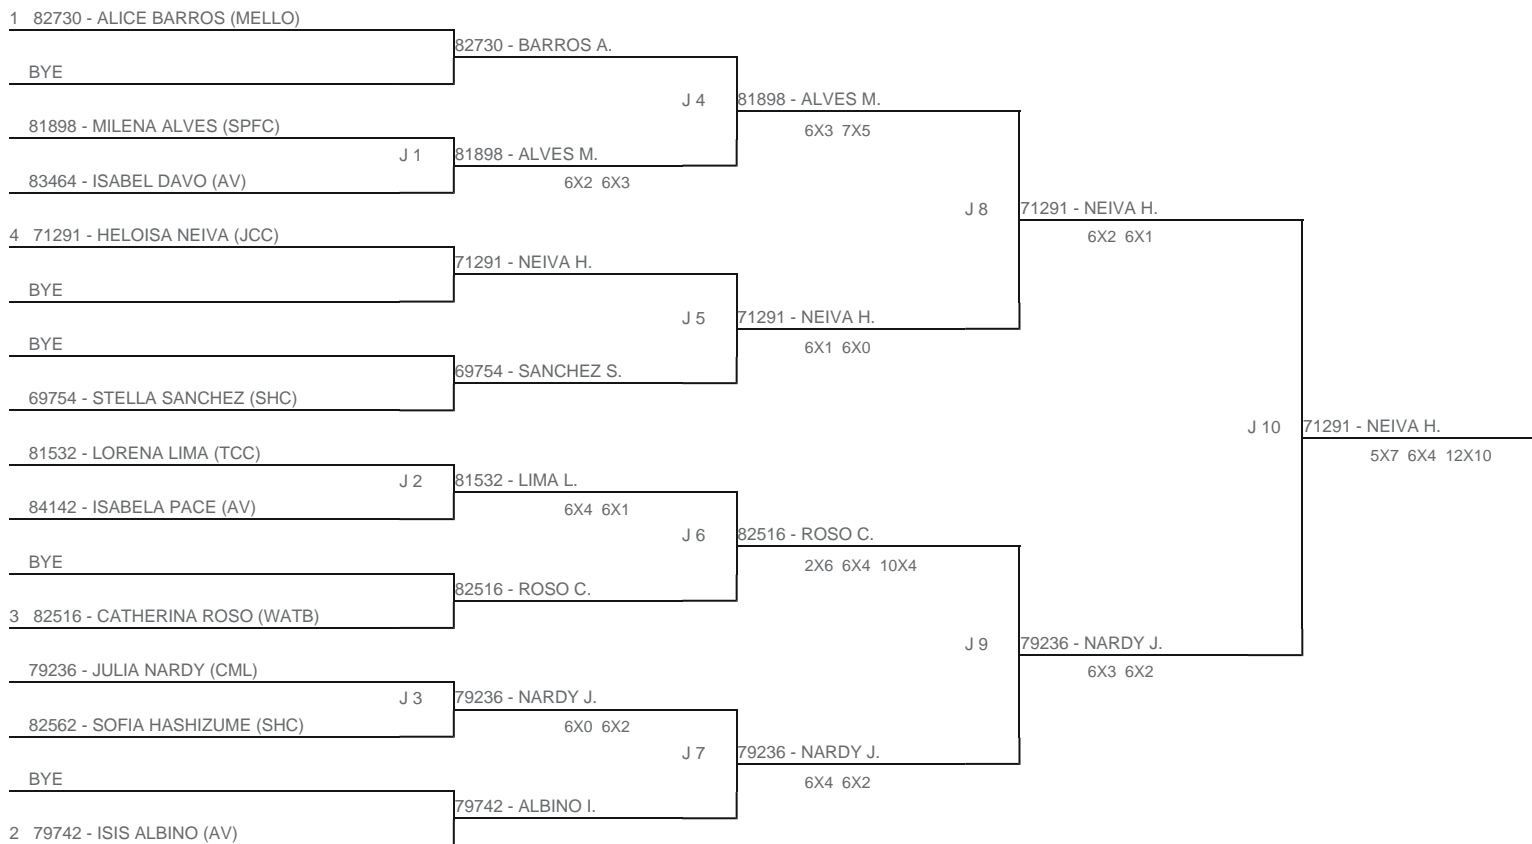 1 82730 - ALICE BARROS (MELLO)
82730 - BARROS A.
BYE
J 4
81898 - ALVES M.
6X3 7X5
81898 - MILENA ALVES (SPFC)
J 1
81898 - ALVES M.
6X2 6X3
83464 - ISABEL DAVO (AV)
J 8
71291 - NEIVA H.
6X2 6X1
4 71291 - HELOISA NEIVA (JCC)
71291 - NEIVA H.
BYE
J 5
71291 - NEIVA H.
6X1 6X0
BYE
69754 - SANCHEZ S.
69754 - STELLA SANCHEZ (SHC)
J 10
71291 - NEIVA H.
5X7 6X4 12X10
81532 - LORENA LIMA (TCC)
J 2
81532 - LIMA L.
6X4 6X1
84142 - ISABELA PACE (AV)
J 6
82516 - ROSO C.
2X6 6X4 10X4
BYE
82516 - ROSO C.
3 82516 - CATHERINA ROSO (WATB)
J 9
79236 - NARDY J.
6X3 6X2
79236 - JULIA NARDY (CML)
J 3
79236 - NARDY J.
6X0 6X2
82562 - SOFIA HASHIZUME (SHC)
J 7
79236 - NARDY J.
6X4 6X2
BYE
79742 - ALBINO I.
2 79742 - ISIS ALBINO (AV)